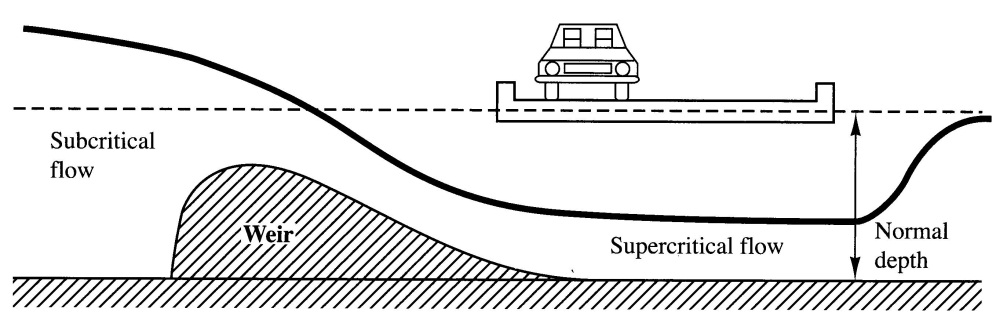 Subcritical
flow
Weir
Supercritical flow
Normal
depth